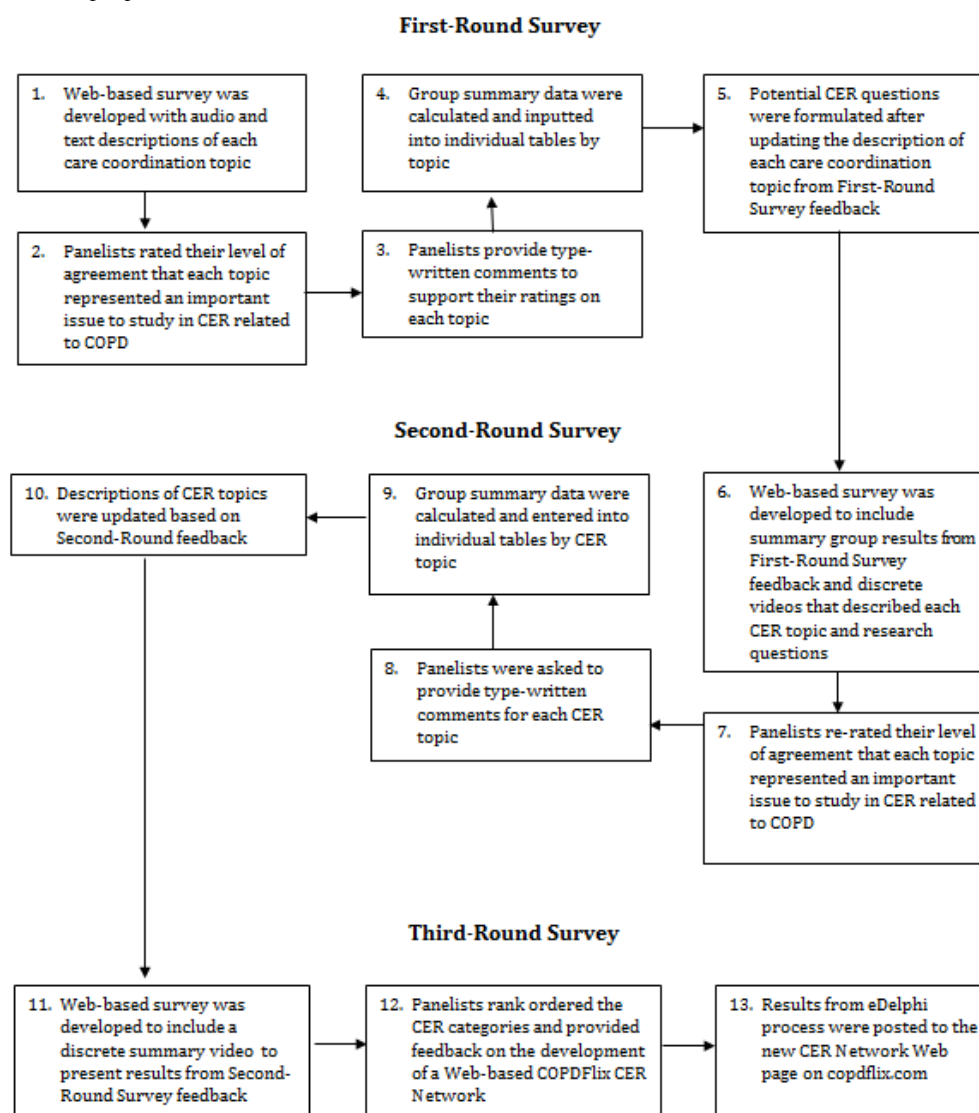 First-Round Survey
1. Web-based survey was
developed with audio and
text descriptions of each
care coordination topic
2. Panelists rated their level of
agreement that each topic
represented an important
issue to study in CER related
to COPD
3. Panelists provide type-
written comments to
support their ratings on
each topic
4. Group summary data were
calculated and inputted
into individual tables by
topic
5. Potential CER questions
were formulated after
updating the description of
each care coordination
topic from First-Round
Survey feedback
Second-Round Survey
6. Web-based survey was
developed to include
summary group results from
First-Round Survey
feedback and discrete
videos that described each
CER topic and research
questions
7. Panelists re-rated their level
of agreement that each topic
represented an important
issue to study in CER related
to COPD
8. Panelists were asked to
provide type-written
comments for each CER
topic
9. Group summary data were
calculated and entered into
individual tables by CER
topic
10. Descriptions of CER topics
were updated based on
Second-Round feedback
Third-Round Survey
11. Web-based survey was
developed to include a
discrete summary video to
present results from Second-
Round Survey feedback
12. Panelists rank ordered the
CER categories and provided
feedback on the development
of a Web-based COPDFlix CER
Network
13. Results from eDelphi
process were posted to the
new CER Network Web
page on copdflix.com